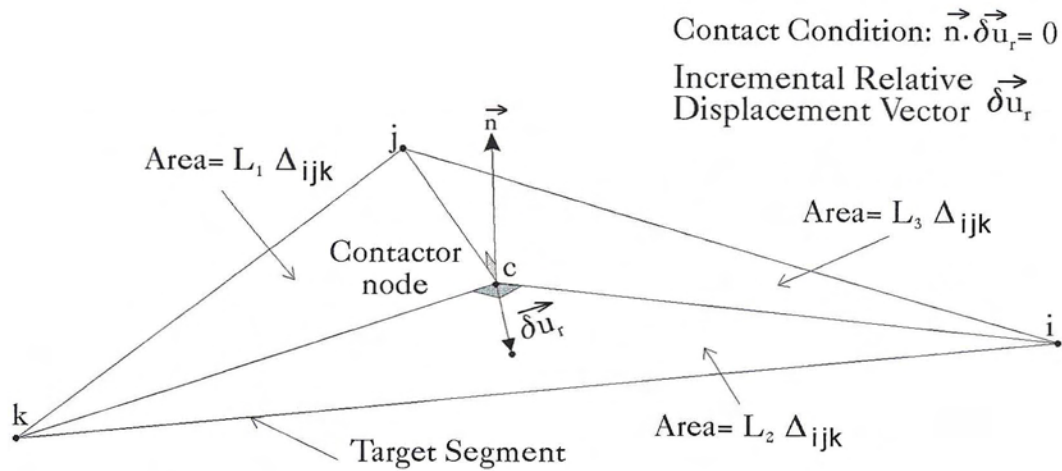 Contact Condition: n⃗.δu⃗ᵣ= 0
Incremental Relative
Displacement Vector δu⃗ᵣ
n⃗
j
Area= L₁ Δijk
Area= L₃ Δijk
Contactor
node
c
δu⃗ᵣ
i
k
Area= L₂ Δijk
Target Segment